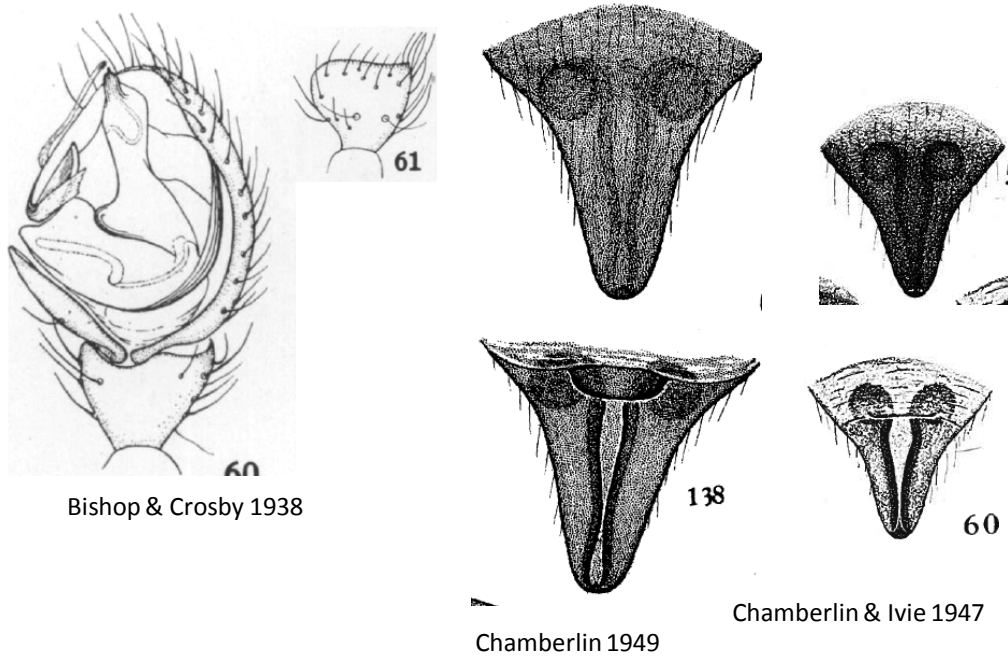 61
60
Bishop & Crosby 1938
138
60
Chamberlin & Ivie 1947
Chamberlin 1949